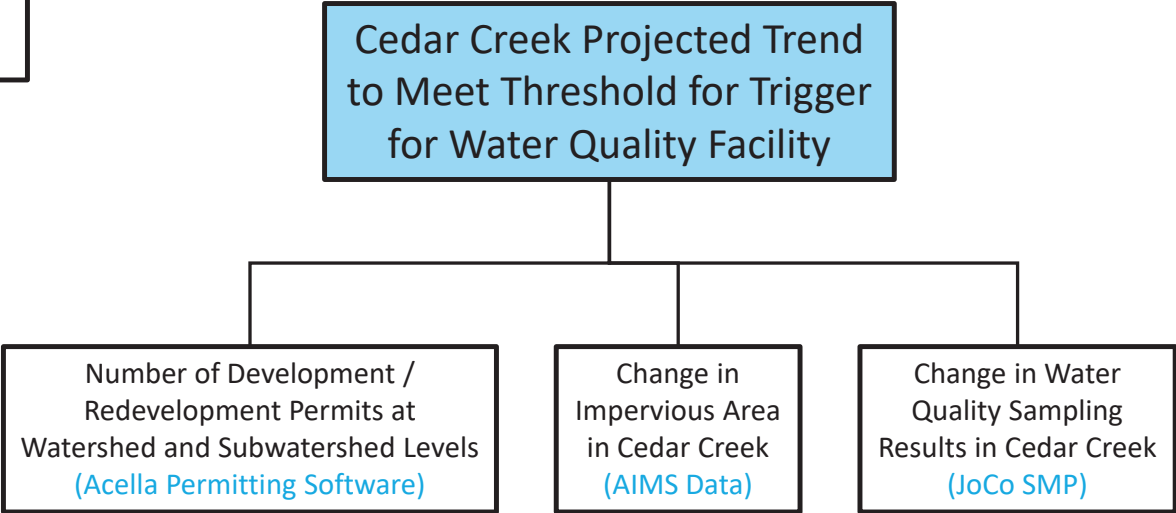 Cedar Creek Projected Trend
to Meet Threshold for Trigger
for Water Quality Facility
Number of Development /
Redevelopment Permits at
Watershed and Subwatershed Levels
(Acella Permitting Software)
Change in
Impervious Area
in Cedar Creek
(AIMS Data)
Change in Water
Quality Sampling
Results in Cedar Creek
(JoCo SMP)